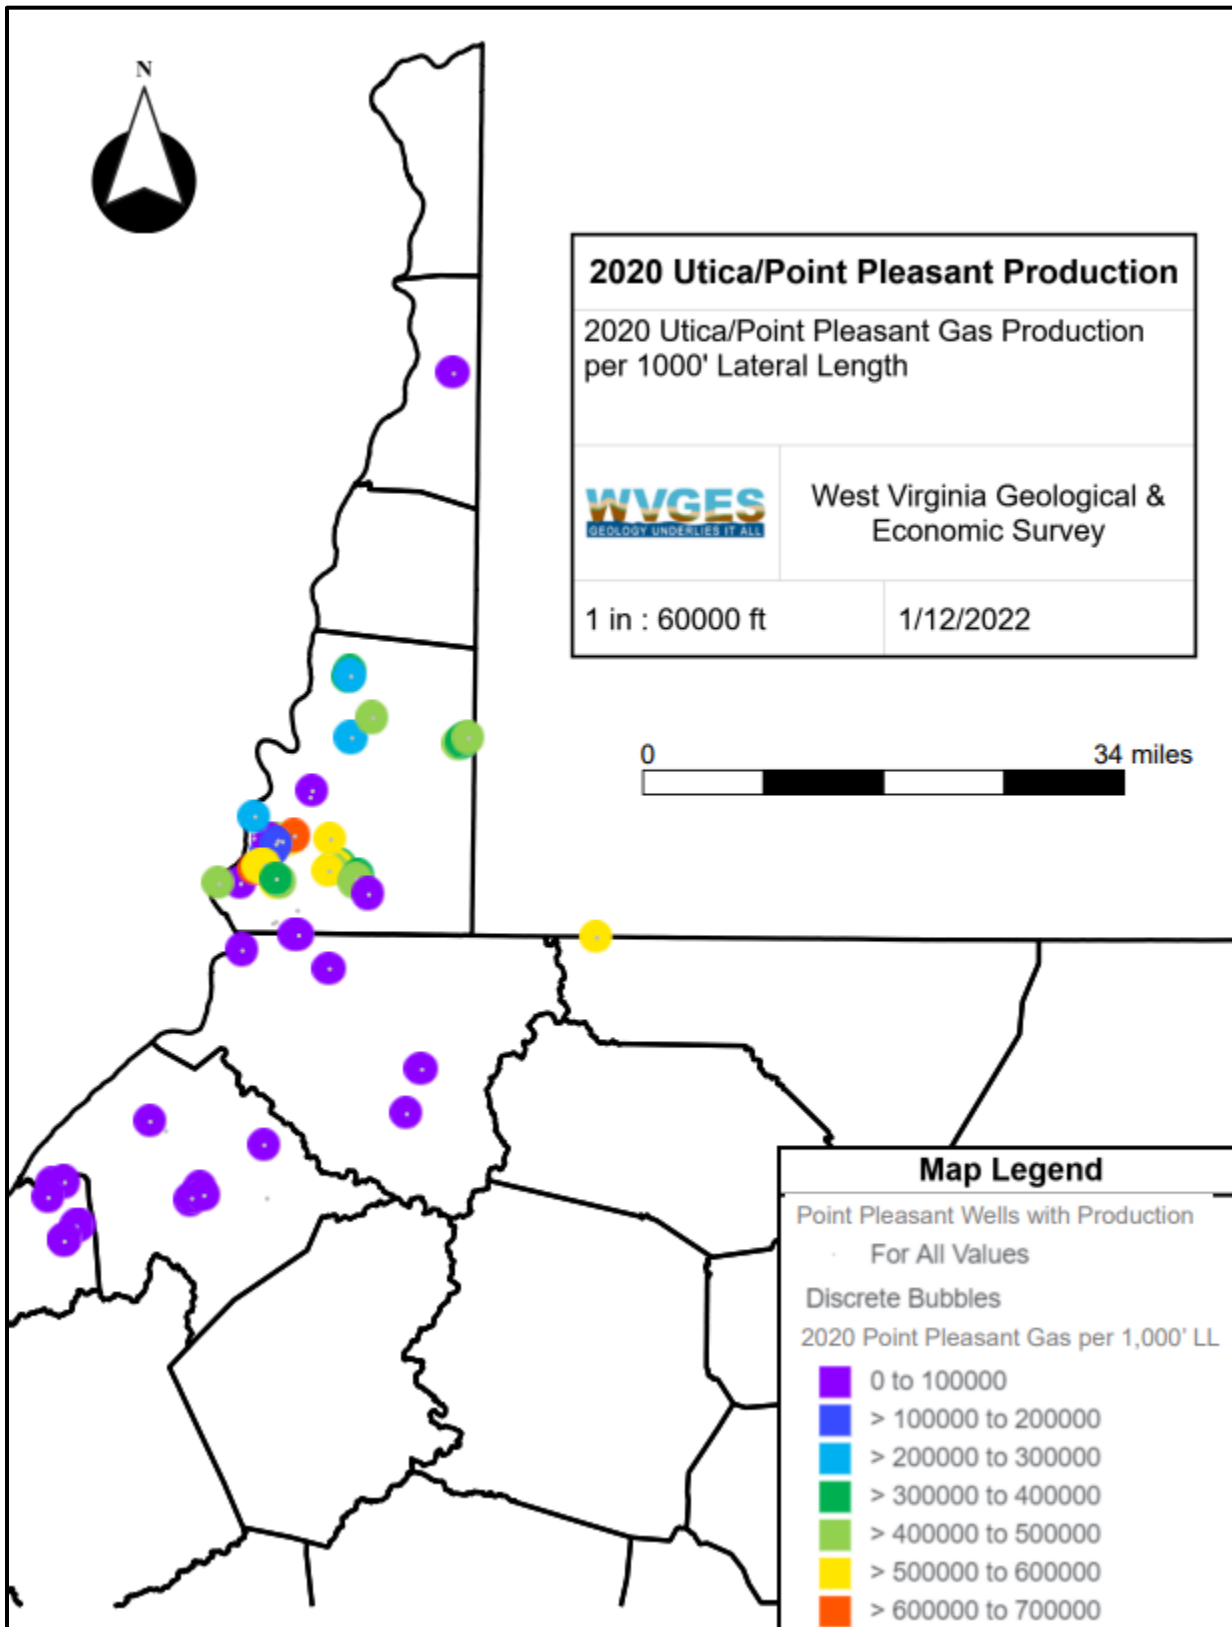 N
2020 Utica/Point Pleasant Production
2020 Utica/Point Pleasant Gas Production
per 1000' Lateral Length
WVGES
GEOLOGY UNDERLIES IT ALL
West Virginia Geological &
Economic Survey
1 in : 60000 ft
1/12/2022
0
34 miles
Map Legend
Point Pleasant Wells with Production
For All Values
Discrete Bubbles
2020 Point Pleasant Gas per 1,000' LL
0 to 100000
> 100000 to 200000
> 200000 to 300000
> 300000 to 400000
> 400000 to 500000
> 500000 to 600000
> 600000 to 700000